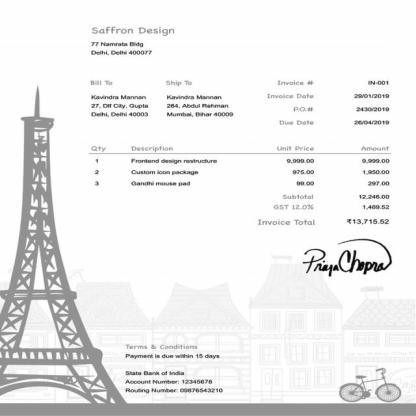 Saffron Design
77 Namrata Bldg
Delhi, Delhi 400077
Bill To Ship To Invoice # IN-001
Kavindra Mannan Kavindra Mannan Invoice Date 29/01/2019
27, Dlf City, Gupta 264, Abdul Rehman P.O.# 2430/2019
Delhi, Delhi 40003 Mumbai, Bihar 40009 Due Date 26/04/2019
Qty Description Unit Price Amount
1 Frontend design restructure 9,999.00 9,999.00
2 Custom icon package 975.00 1,950.00
3 Gandhi mouse pad 99.00 297.00
Subtotal 12,246.00
GST 12.0% 1,469.52
Invoice Total ₹13,715.52
Priya Chopra
Terms & Conditions
Payment is due within 15 days
State Bank of India
Account Number: 12345678
Routing Number: 09876543210